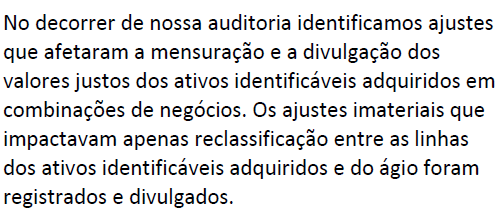 No decorrer de nossa auditoria identificamos ajustes
que afetaram a mensuração e a divulgação dos
valores justos dos ativos identificáveis adquiridos em
combinações de negócios. Os ajustes imateriais que
impactavam apenas reclassificação entre as linhas
dos ativos identificáveis adquiridos e do ágio foram
registrados e divulgados.